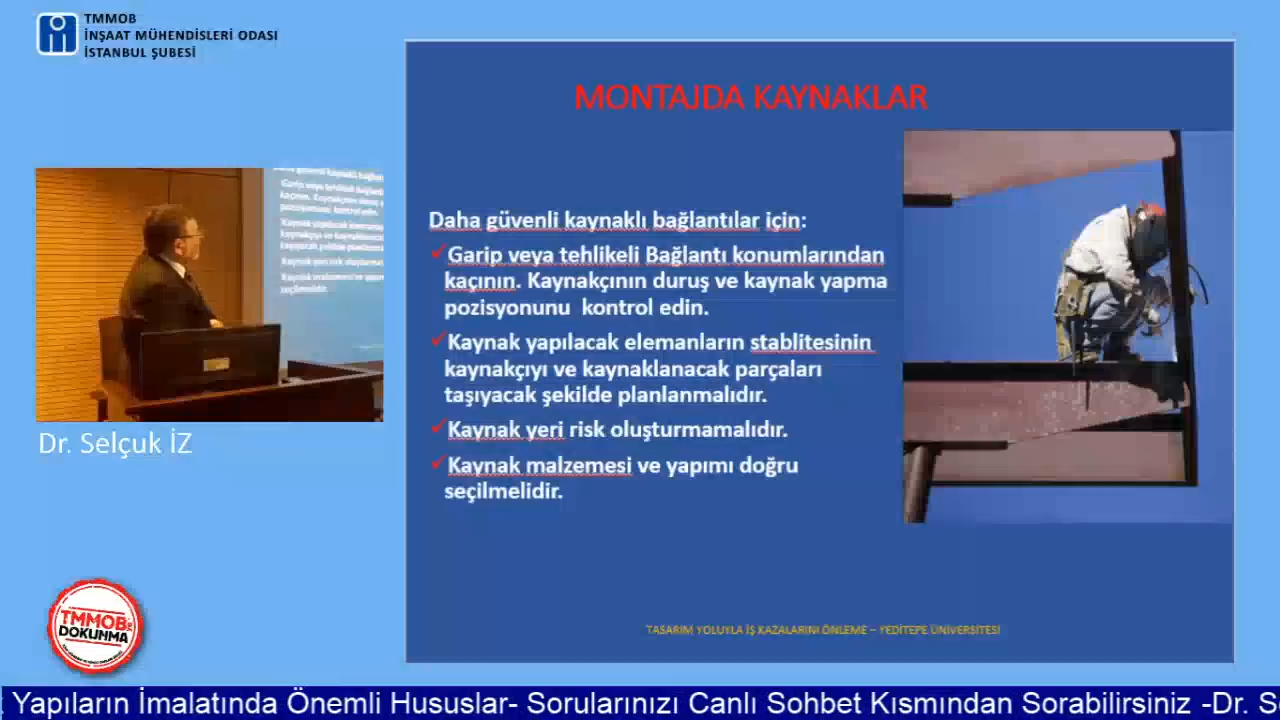 TMMOB
İNŞAAT MÜHENDİSLERİ ODASI
İSTANBUL ŞUBESİ
MONTAJDA KAYNAKLAR
Daha güvenli kaynaklı bağlantılar için:
Garip veya tehlikeli Bağlantı konumlarından
kaçının. Kaynakçının duruş ve kaynak yapma
pozisyonunu kontrol edin.
Kaynak yapılacak elemanların stablitesinin
kaynakçıyı ve kaynaklanacak parçaları
taşıyacak şekilde planlanmalıdır.
Kaynak yeri risk oluşturmamalıdır.
Kaynak malzemesi ve yapımı doğru
seçilmelidir.
Dr. Selçuk İZ
TMMOB
DOKUNMA
TASARIM YOLUYLA İŞ KAZALARINI ÖNLEME – YEDİTEPE ÜNİVERSİTESİ
Yapıların İmalatında Önemli Hususlar- Sorularınızı Canlı Sohbet Kısmından Sorabilirsiniz -Dr. S